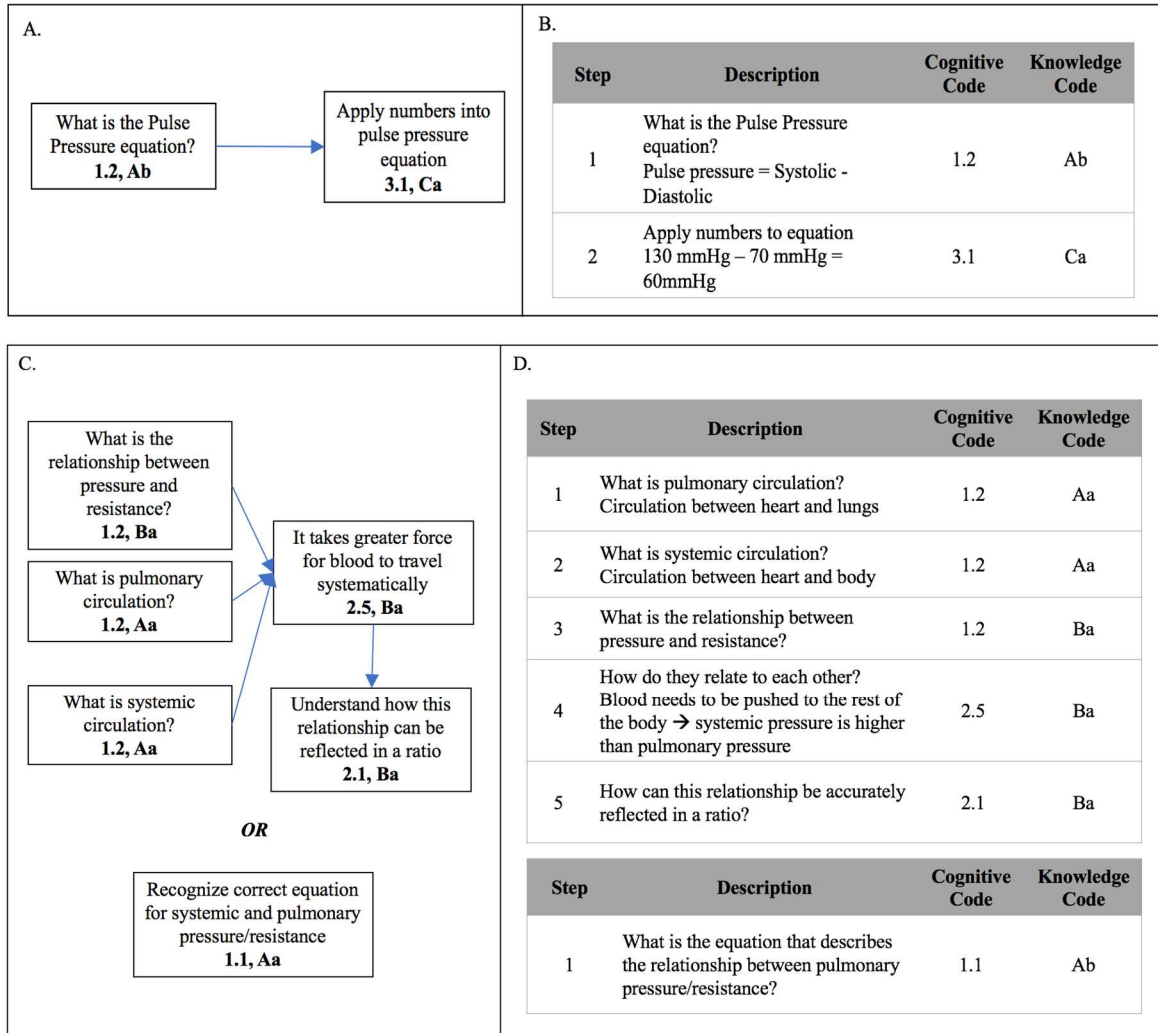 A.
What is the Pulse
Pressure equation?
1.2, Ab
Apply numbers into
pulse pressure
equation
3.1, Ca
B.
Step Description Cognitive Code Knowledge Code
1 What is the Pulse Pressure 1.2 Ab
equation?
Pulse pressure = Systolic -
Diastolic
2 Apply numbers to equation 3.1 Ca
130 mmHg – 70 mmHg =
60mmHg
C.
What is the
relationship between
pressure and
resistance?
1.2, Ba
What is pulmonary
circulation?
1.2, Aa
What is systemic
circulation?
1.2, Aa
It takes greater force
for blood to travel
systematically
2.5, Ba
Understand how this
relationship can be
reflected in a ratio
2.1, Ba
OR
Recognize correct equation
for systemic and pulmonary
pressure/resistance
1.1, Aa
D.
Step Description Cognitive Code Knowledge Code
1 What is pulmonary circulation? 1.2 Aa
Circulation between heart and lungs
2 What is systemic circulation? 1.2 Aa
Circulation between heart and body
3 What is the relationship between 1.2 Ba
pressure and resistance?
4 How do they relate to each other? 2.5 Ba
Blood needs to be pushed to the rest of
the body → systemic pressure is higher
than pulmonary pressure
5 How can this relationship be accurately 2.1 Ba
reflected in a ratio?
Step Description Cognitive Code Knowledge Code
1 What is the equation that describes 1.1 Ab
the relationship between pulmonary
pressure/resistance?